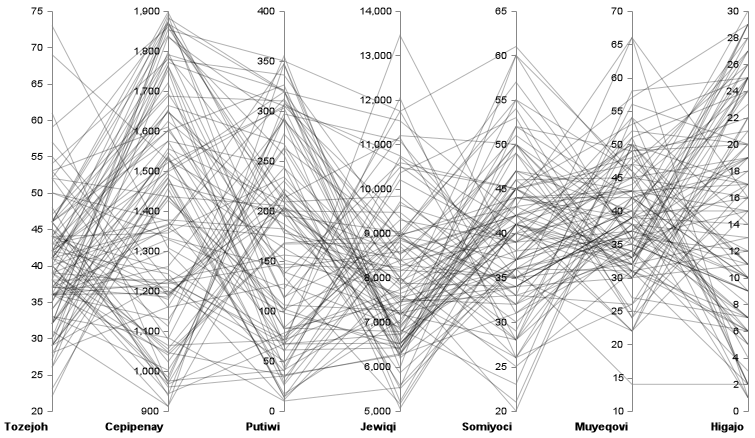 75 1,900 400 14,000 65 70 30
70 1,800 350 13,000 60 65 28
65 1,700 300 12,000 55 60 26
60 1,600 250 11,000 50 55 24
55 1,500 200 10,000 45 50 22
50 1,400 150 9,000 40 45 20
45 1,300 100 8,000 35 40 18
40 1,200 50 7,000 30 35 16
35 1,100 0 6,000 25 30 14
30 1,000 5,000 20 25 12
25 900 20 10
20 15 8
10 6
4
2
0
Tozejoh Cepipenay Putiwi Jewiqi Somiyoci Muyeqovi Higajo